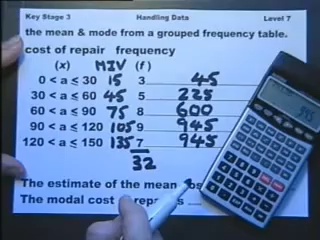 Key Stage 3 Handling Data Level 7
the mean & mode from a grouped frequency table.
cost of repair frequency
(x) MIV (f)
0 < a ≤ 30 15 3 45
30 < a ≤ 60 45 5 225
60 < a ≤ 90 75 8 600
90 < a ≤ 120 105 9 945
120 < a ≤ 150 135 7 945
32
The estimate of the mean
The modal cost
945